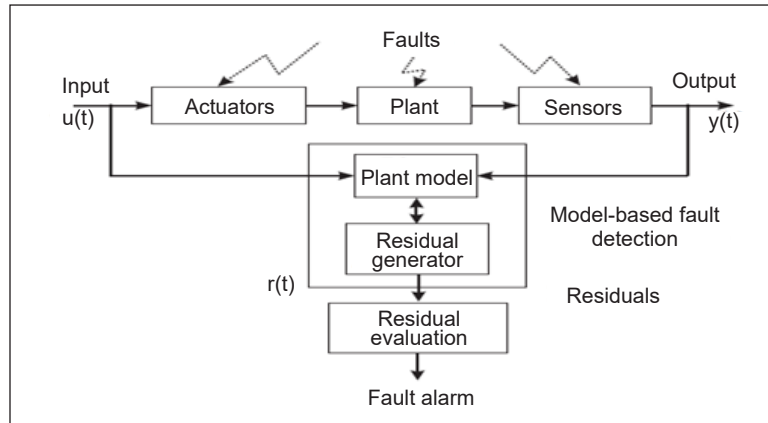 Faults
Input
u(t)
Actuators
Plant
Sensors
Output
y(t)
Plant model
Model-based fault
detection
Residual
generator
r(t)
Residuals
Residual
evaluation
Fault alarm